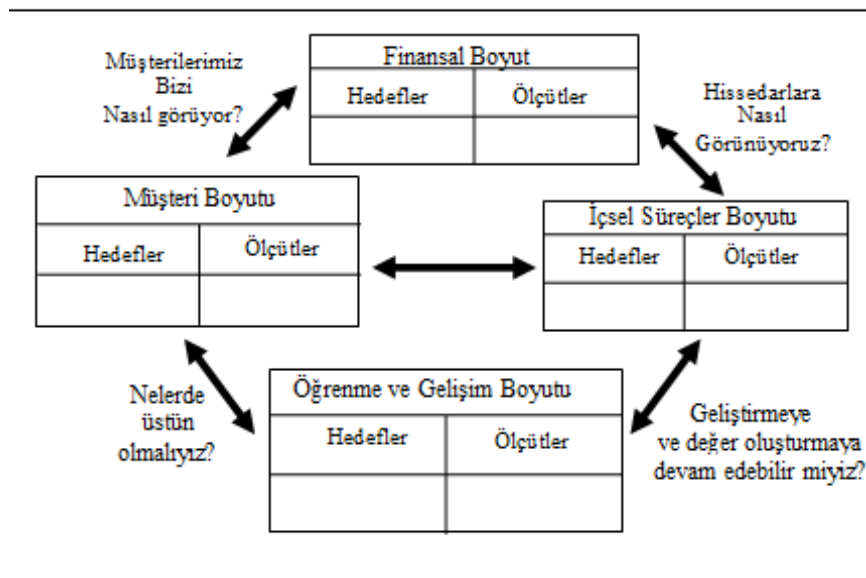 Müşterilerimiz
Bizi
Nasıl görüyor?
Finansal Boyut
Hedefler
Ölçütler
Hissedarlara
Nasıl
Görünüyoruz?
Müşteri Boyutu
Hedefler
Ölçütler
İçsel Süreçler Boyutu
Hedefler
Ölçütler
Nelerde
üstün
olmalıyız?
Öğrenme ve Gelişim Boyutu
Hedefler
Ölçütler
Geliştirmeye
ve değer oluşturmaya
devam edebilir miyiz?